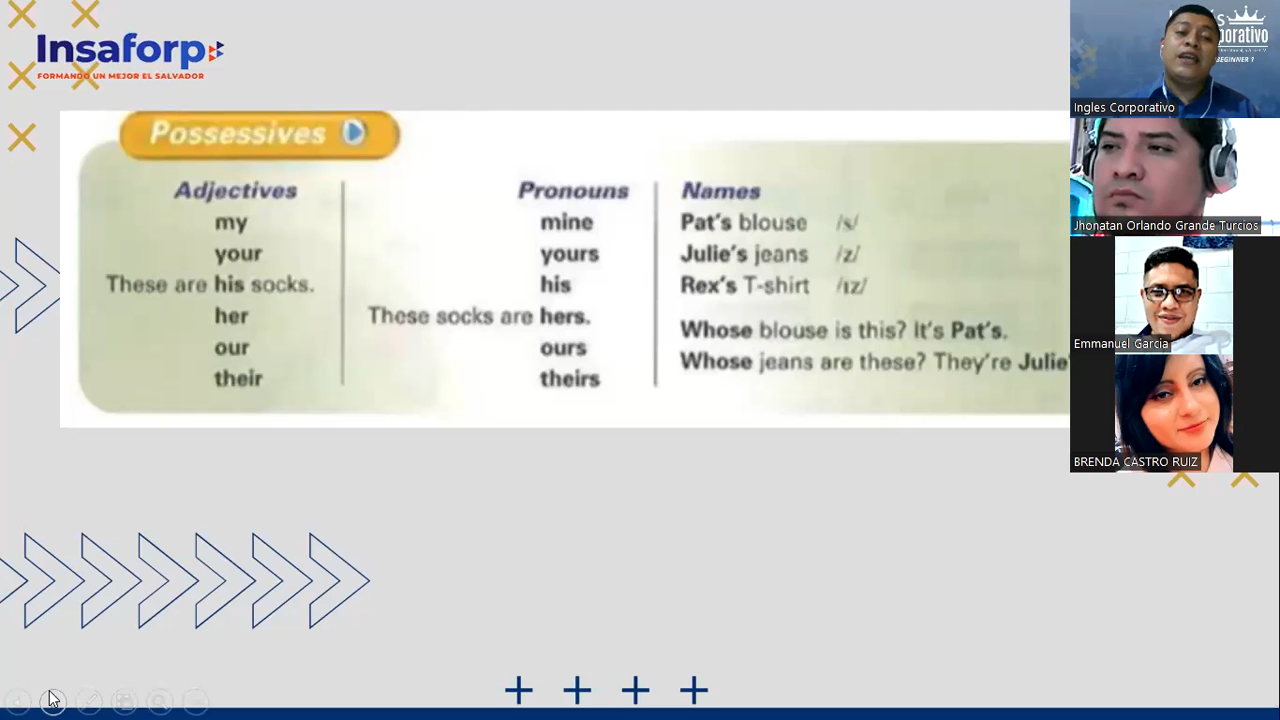 Insaforp
FORMANDO UN MEJOR EL SALVADOR
Possessives
Adjectives
my
your
These are his socks.
her
our
their
Pronouns
mine
yours
his
These socks are hers.
ours
theirs
Names
Pat's blouse /s/
Julie's jeans /z/
Rex's T-shirt /ɪz/
Whose blouse is this? It's Pat's.
Whose jeans are these? They're Julie'
BEGINNER 1
Ingles Corporativo
Jhonatan Orlando Grande Turcios
Emmanuel Garcia
BRENDA CASTRO RUIZ